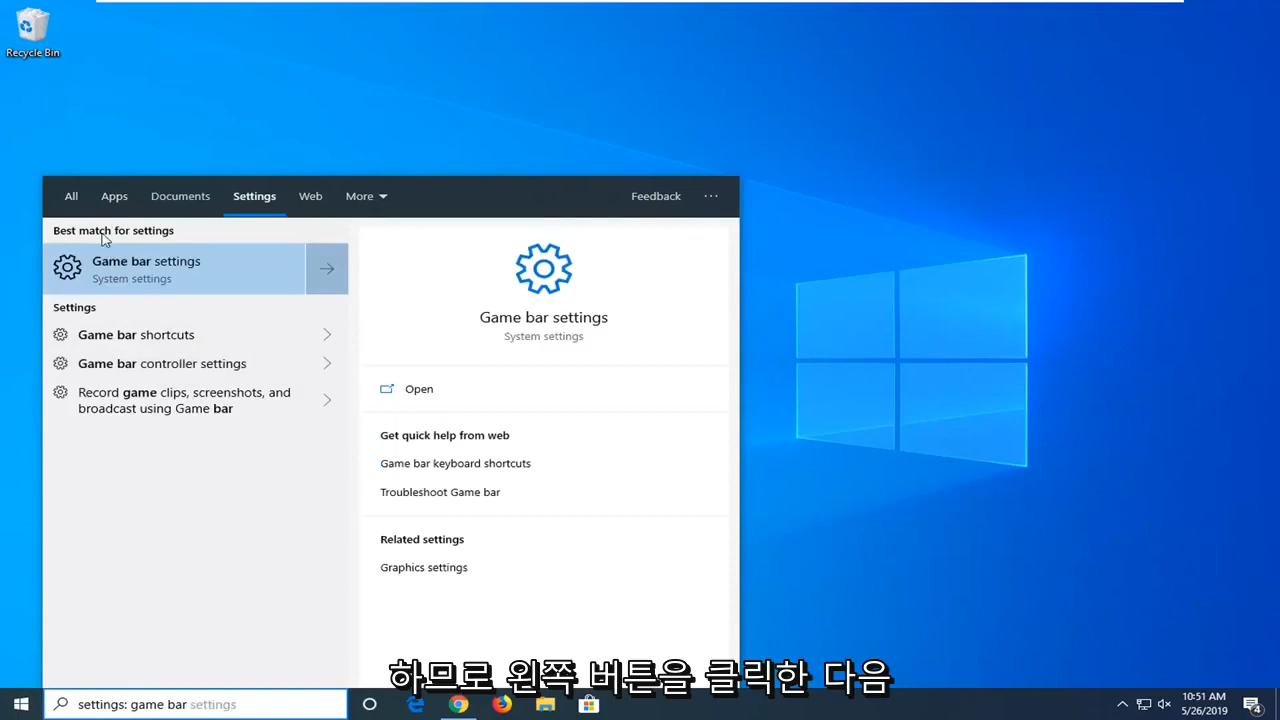 Recycle Bin
All Apps Documents Settings Web More Feedback ···
Best match for settings
Game bar settings
System settings
Settings
Game bar shortcuts
Game bar controller settings
Record game clips, screenshots, and
broadcast using Game bar
Game bar settings
System settings
Open
Get quick help from web
Game bar keyboard shortcuts
Troubleshoot Game bar
Related settings
Graphics settings
하므로 왼쪽 버튼을 클릭한 다음
settings: game bar settings
10:51 AM
5/26/2019
4